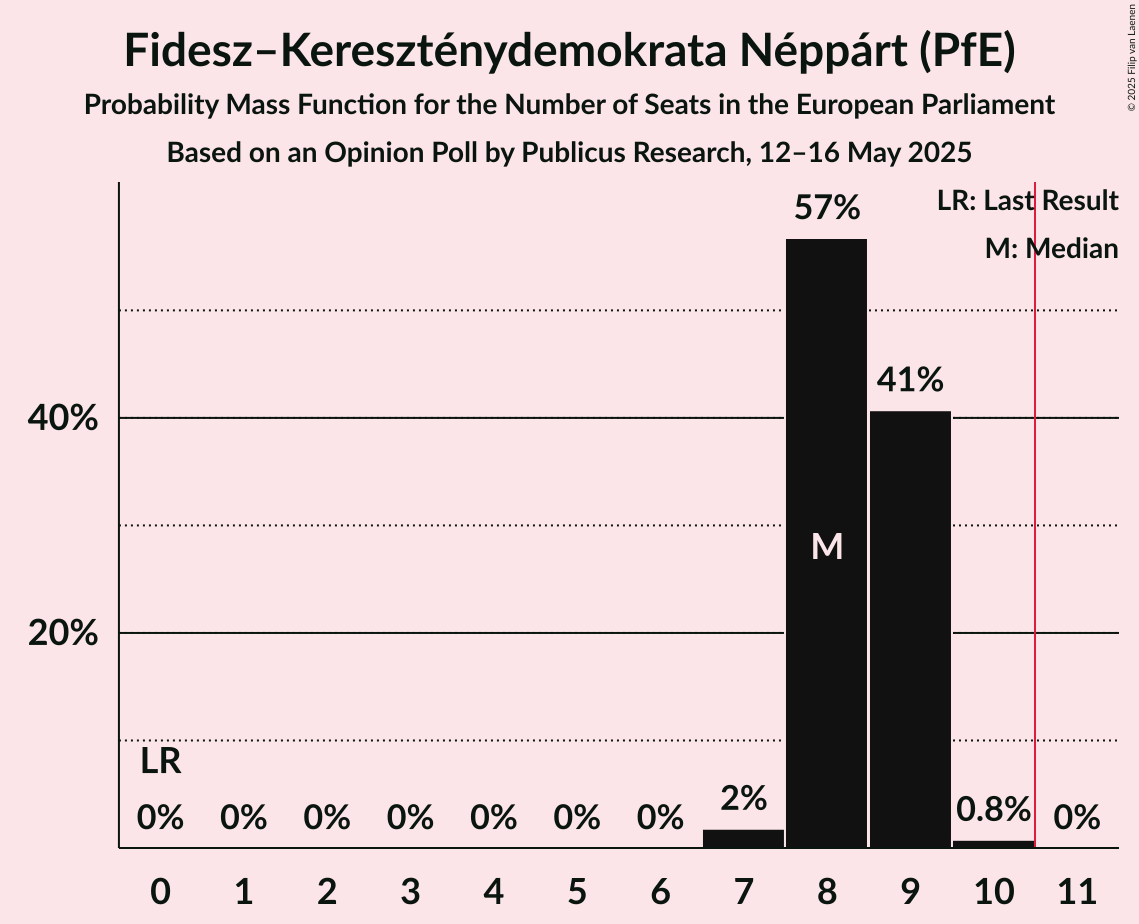 Fidesz–Kereszténydemokrata Néppárt (PfE)
Probability Mass Function for the Number of Seats in the European Parliament
Based on an Opinion Poll by Publicus Research, 12–16 May 2025
© 2025 Filip van Laenen
LR: Last Result
M: Median
57%
41%
40%
M
20%
LR
0% 0% 0% 0% 0% 0% 0% 2% 0.8% 0%
0 1 2 3 4 5 6 7 8 9 10 11